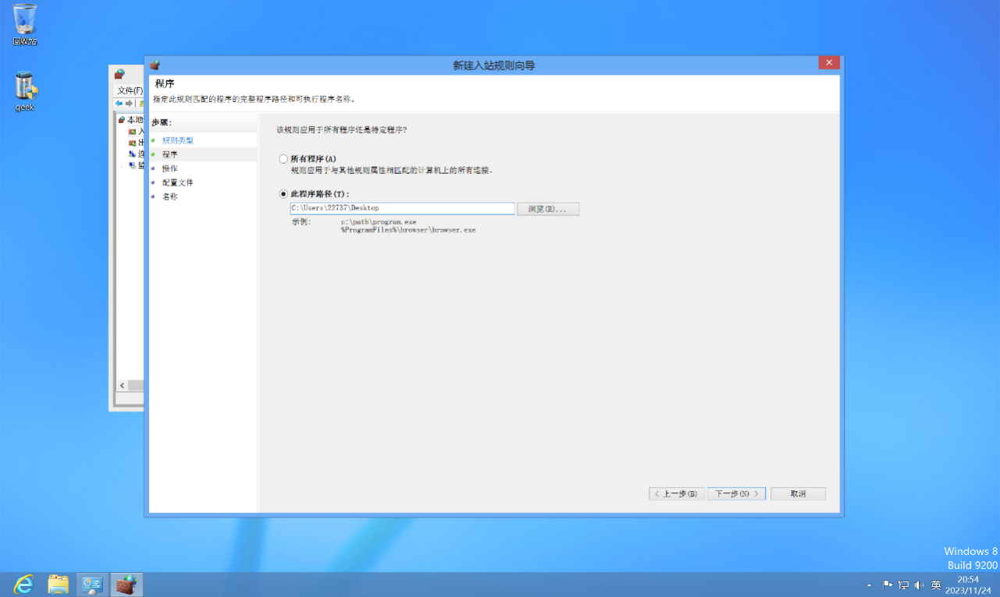 回收站
geek
新建入站规则向导
文件(F)
本地
程序
指定此规则匹配的程序的完整程序路径和可执行程序名称。
步骤:
规则类型
程序
操作
配置文件
名称
该规则应用于所有程序还是特定程序?
所有程序(A)
规则应用于与其他规则属性相匹配的计算机上的所有连接。
此程序路径(T):
C:\Users\22737\Desktop
浏览(R)...
示例:
c:\path\program.exe
%ProgramFiles%\browser\browser.exe
< 上一步(B)
下一步(N) >
取消
Windows 8
Build 9200
英
20:54
2023/11/24